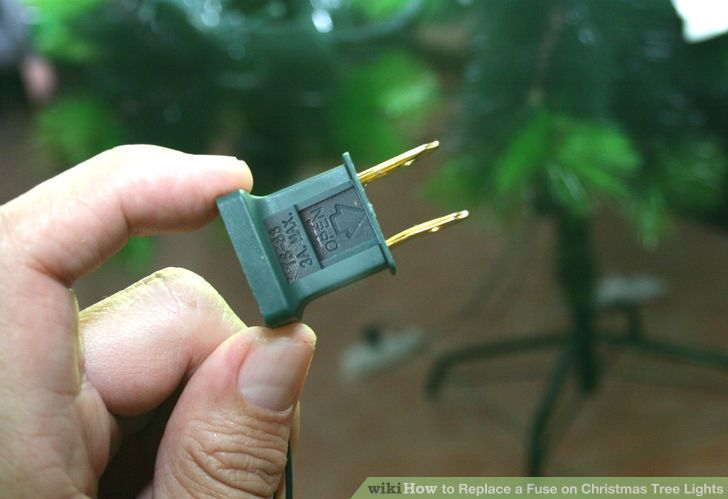 OPEN
3A. MAX.
wikiHow to Replace a Fuse on Christmas Tree Lights